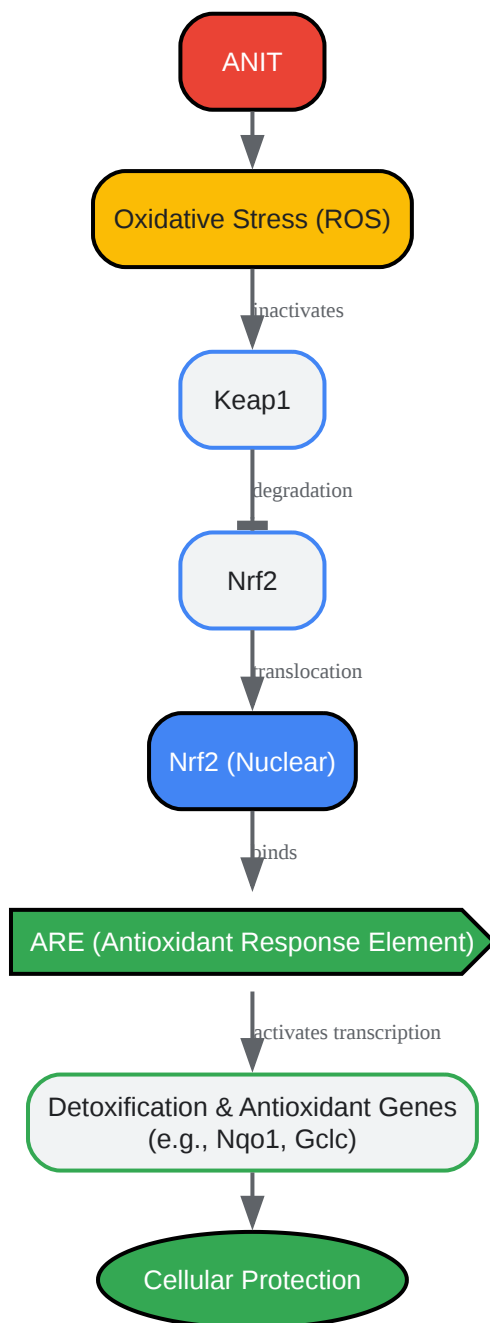 ANIT
Oxidative Stress (ROS)
inactivates
Keap1
degradation
Nrf2
translocation
Nrf2 (Nuclear)
binds
ARE (Antioxidant Response Element)
activates transcription
Detoxification & Antioxidant Genes
(e.g., Nqo1, Gclc)
Cellular Protection